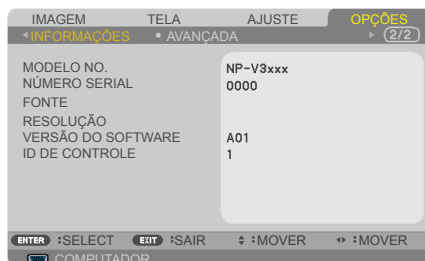 IMAGEM TELA AJUSTE OPÇÕES
INFORMAÇÕES • AVANÇADA 2/2
MODELO NO. NP-V3xxx
NÚMERO SERIAL 0000
FONTE
RESOLUÇÃO
VERSÃO DO SOFTWARE A01
ID DE CONTROLE 1
ENTER :SELECT EXIT :SAIR :MOVER :MOVER
COMPUTADOR